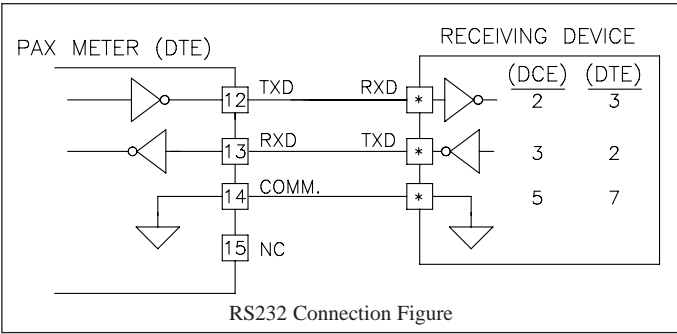 PAX METER (DTE)
RECEIVING DEVICE
(DCE) (DTE)
12 TXD RXD * 2 3
13 RXD TXD * 3 2
14 COMM. * 5 7
15 NC
RS232 Connection Figure